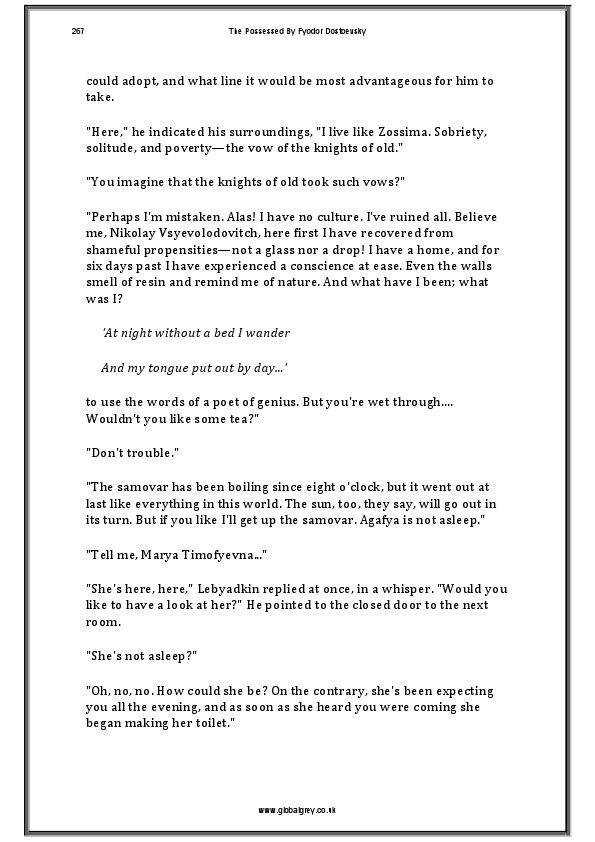 267
The Possessed By Fyodor Dostoevsky
could adopt, and what line it would be most advantageous for him to
take.
"Here," he indicated his surroundings, "I live like Zossima. Sobriety,
solitude, and poverty—the vow of the knights of old."
"You imagine that the knights of old took such vows?"
"Perhaps I'm mistaken. Alas! I have no culture. I've ruined all. Believe
me, Nikolay Vsyevolodovitch, here first I have recovered from
shameful propensities—not a glass nor a drop! I have a home, and for
six days past I have experienced a conscience at ease. Even the walls
smell of resin and remind me of nature. And what have I been; what
was I?
'At night without a bed I wander
And my tongue put out by day...'
to use the words of a poet of genius. But you're wet through....
Wouldn't you like some tea?"
"Don't trouble."
"The samovar has been boiling since eight o'clock, but it went out at
last like everything in this world. The sun, too, they say, will go out in
its turn. But if you like I'll get up the samovar. Agafya is not asleep."
"Tell me, Marya Timofyevna..."
"She's here, here," Lebyadkin replied at once, in a whisper. "Would you
like to have a look at her?" He pointed to the closed door to the next
room.
"She's not asleep?"
"Oh, no, no. How could she be? On the contrary, she's been expecting
you all the evening, and as soon as she heard you were coming she
began making her toilet."
www.globalgrey.co.uk